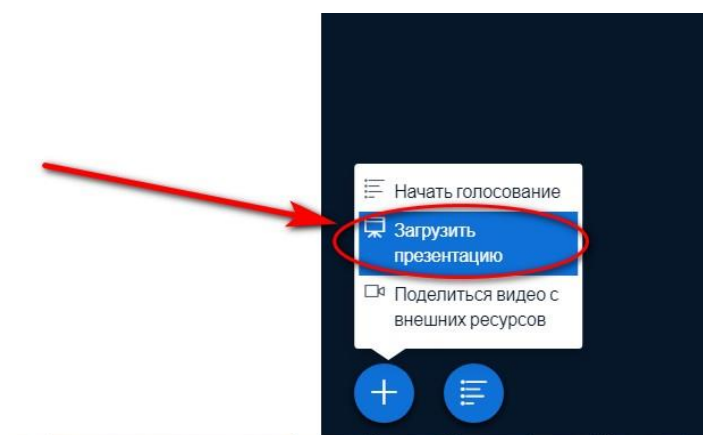 Начать голосование
Загрузить
презентацию
Поделиться видео с
внешних ресурсов